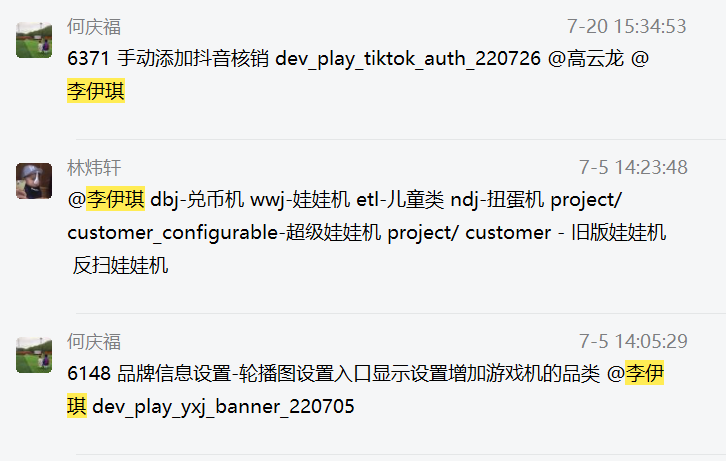 何庆福 7-20 15:34:53
6371 手动添加抖音核销 dev_play_tiktok_auth_220726 @高云龙 @
李伊琪
林炜轩 7-5 14:23:48
@李伊琪 dbj-兑币机 wwj-娃娃机 etl-儿童类 ndj-扭蛋机 project/
customer_configurable-超级娃娃机 project/ customer - 旧版娃娃机
反扫娃娃机
何庆福 7-5 14:05:29
6148 品牌信息设置-轮播图设置入口显示设置增加游戏机的品类 @李伊
琪 dev_play_yxj_banner_220705